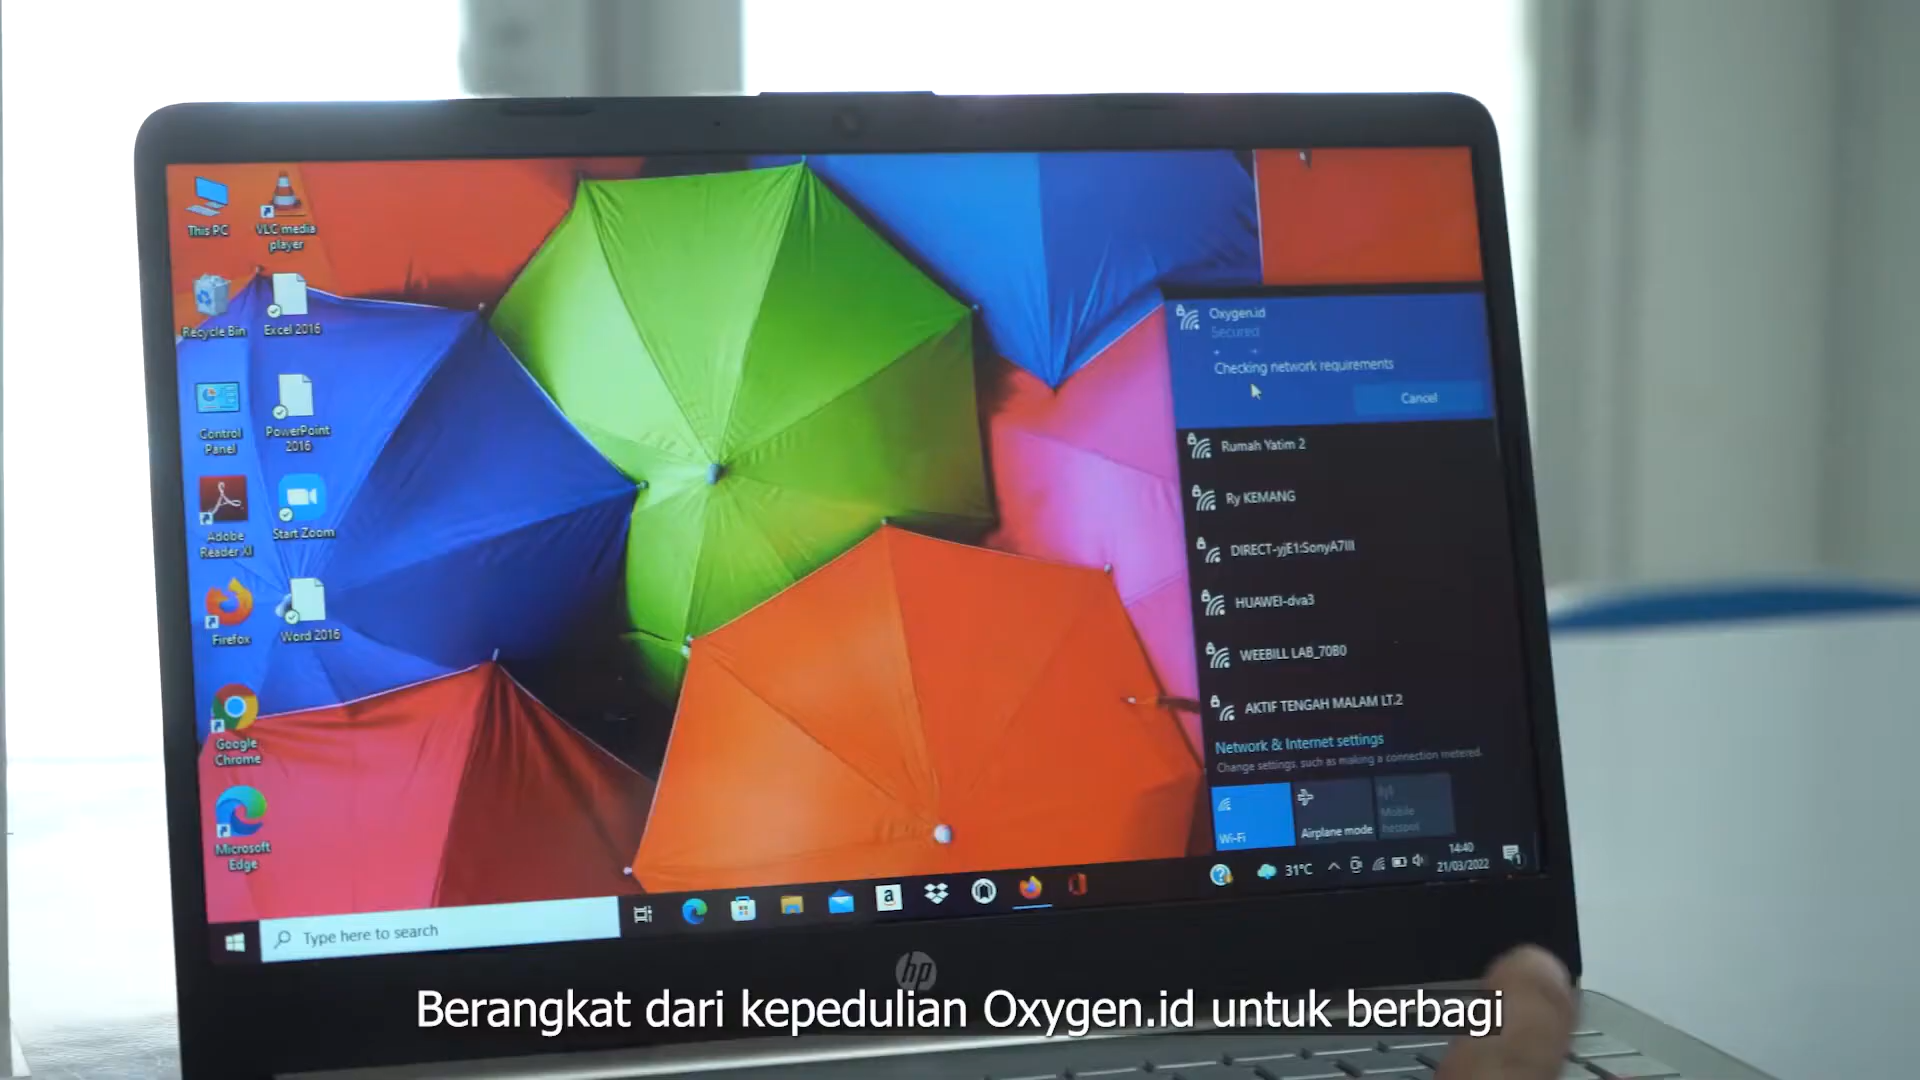 This PC
VLC media
player
Recycle Bin
Excel 2016
Control
Panel
PowerPoint
2016
Adobe
Reader XI
Start Zoom
Firefox
Word 2016
Google
Chrome
Microsoft
Edge
Oxygen.id
Secured
Checking network requirements
Cancel
Rumah Yatim 2
Ry KEMANG
DIRECT-yjE1:SonyA7III
HUAWEI-dva3
WEEBILL LAB_70B0
AKTIF TENGAH MALAM LT.2
Network & Internet settings
Change settings, such as making a connection metered.
Wi-Fi
Airplane mode
Mobile
hotspot
Type here to search
a
31°C
14:40
21/03/2022
1
hp
Berangkat dari kepedulian Oxygen.id untuk berbagi